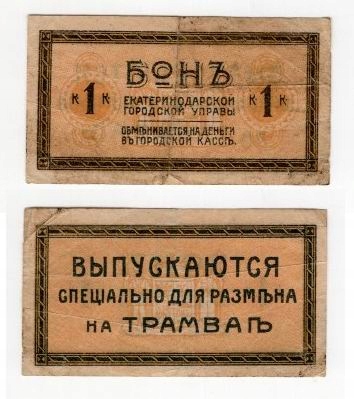 БОНЪ
К 1 К
К 1 К
ЕКАТЕРИНОДАРСКОЙ
ГОРОДСКОЙ УПРАВЫ
ОБМѢНИВАЕТСЯ НА ДЕНЬГИ
ВЪ ГОРОДСКОЙ КАССѢ.
ВЫПУСКАЮТСЯ
СПЕЦІАЛЬНО ДЛЯ РАЗМѢНА
НА ТРАМВАѢ